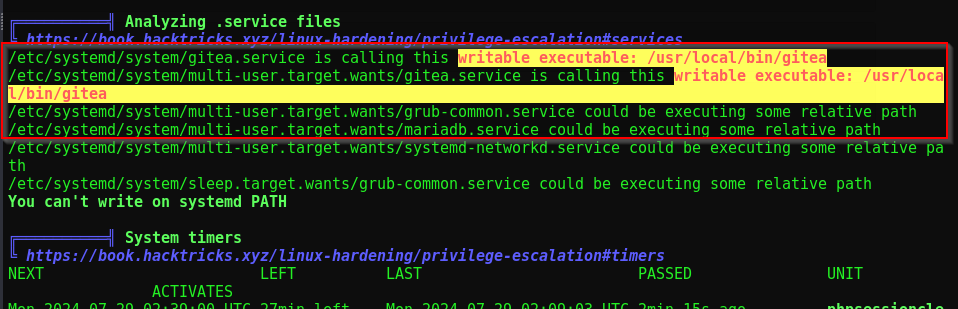 ╔══════════╣ Analyzing .service files
╚ https://book.hacktricks.xyz/linux-hardening/privilege-escalation#services
/etc/systemd/system/gitea.service is calling this writable executable: /usr/local/bin/gitea
/etc/systemd/system/multi-user.target.wants/gitea.service is calling this writable executable: /usr/loca
l/bin/gitea
/etc/systemd/system/multi-user.target.wants/grub-common.service could be executing some relative path
/etc/systemd/system/multi-user.target.wants/mariadb.service could be executing some relative path
/etc/systemd/system/multi-user.target.wants/systemd-networkd.service could be executing some relative pa
th
/etc/systemd/system/sleep.target.wants/grub-common.service could be executing some relative path
You can't write on systemd PATH
╔══════════╣ System timers
╚ https://book.hacktricks.xyz/linux-hardening/privilege-escalation#timers
NEXT LEFT LAST PASSED UNIT
ACTIVATES
Mon 2024-07-29 02:39:00 UTC 27min left Mon 2024-07-29 02:09:03 UTC 2min 15s ago phpsessioncle